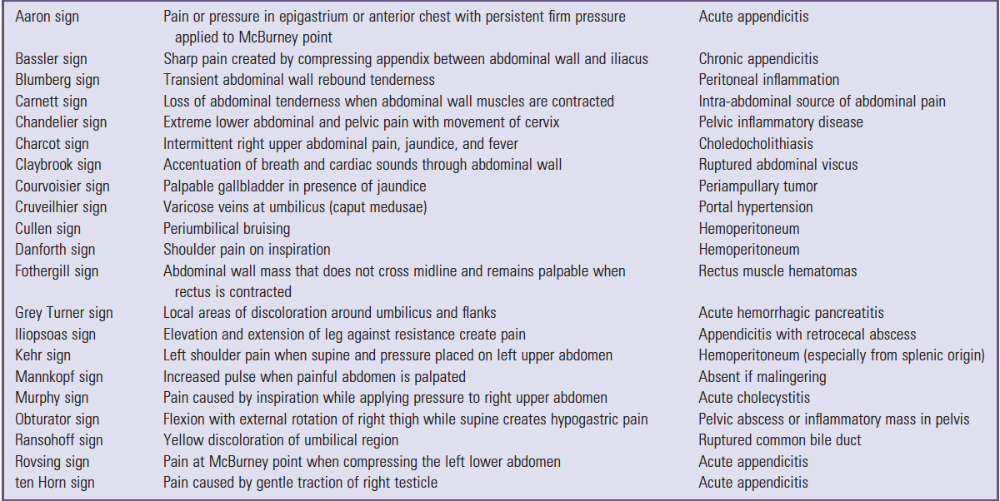 Aaron sign Pain or pressure in epigastrium or anterior chest with persistent firm pressure Acute appendicitis
applied to McBurney point
Bassler sign Sharp pain created by compressing appendix between abdominal wall and iliacus Chronic appendicitis
Blumberg sign Transient abdominal wall rebound tenderness Peritoneal inflammation
Carnett sign Loss of abdominal tenderness when abdominal wall muscles are contracted Intra-abdominal source of abdominal pain
Chandelier sign Extreme lower abdominal and pelvic pain with movement of cervix Pelvic inflammatory disease
Charcot sign Intermittent right upper abdominal pain, jaundice, and fever Choledocholithiasis
Claybrook sign Accentuation of breath and cardiac sounds through abdominal wall Ruptured abdominal viscus
Courvoisier sign Palpable gallbladder in presence of jaundice Periampullary tumor
Cruveilhier sign Varicose veins at umbilicus (caput medusae) Portal hypertension
Cullen sign Periumbilical bruising Hemoperitoneum
Danforth sign Shoulder pain on inspiration Hemoperitoneum
Fothergill sign Abdominal wall mass that does not cross midline and remains palpable when Rectus muscle hematomas
rectus is contracted
Grey Turner sign Local areas of discoloration around umbilicus and flanks Acute hemorrhagic pancreatitis
Iliopsoas sign Elevation and extension of leg against resistance create pain Appendicitis with retrocecal abscess
Kehr sign Left shoulder pain when supine and pressure placed on left upper abdomen Hemoperitoneum (especially from splenic origin)
Mannkopf sign Increased pulse when painful abdomen is palpated Absent if malingering
Murphy sign Pain caused by inspiration while applying pressure to right upper abdomen Acute cholecystitis
Obturator sign Flexion with external rotation of right thigh while supine creates hypogastric pain Pelvic abscess or inflammatory mass in pelvis
Ransohoff sign Yellow discoloration of umbilical region Ruptured common bile duct
Rovsing sign Pain at McBurney point when compressing the left lower abdomen Acute appendicitis
ten Horn sign Pain caused by gentle traction of right testicle Acute appendicitis